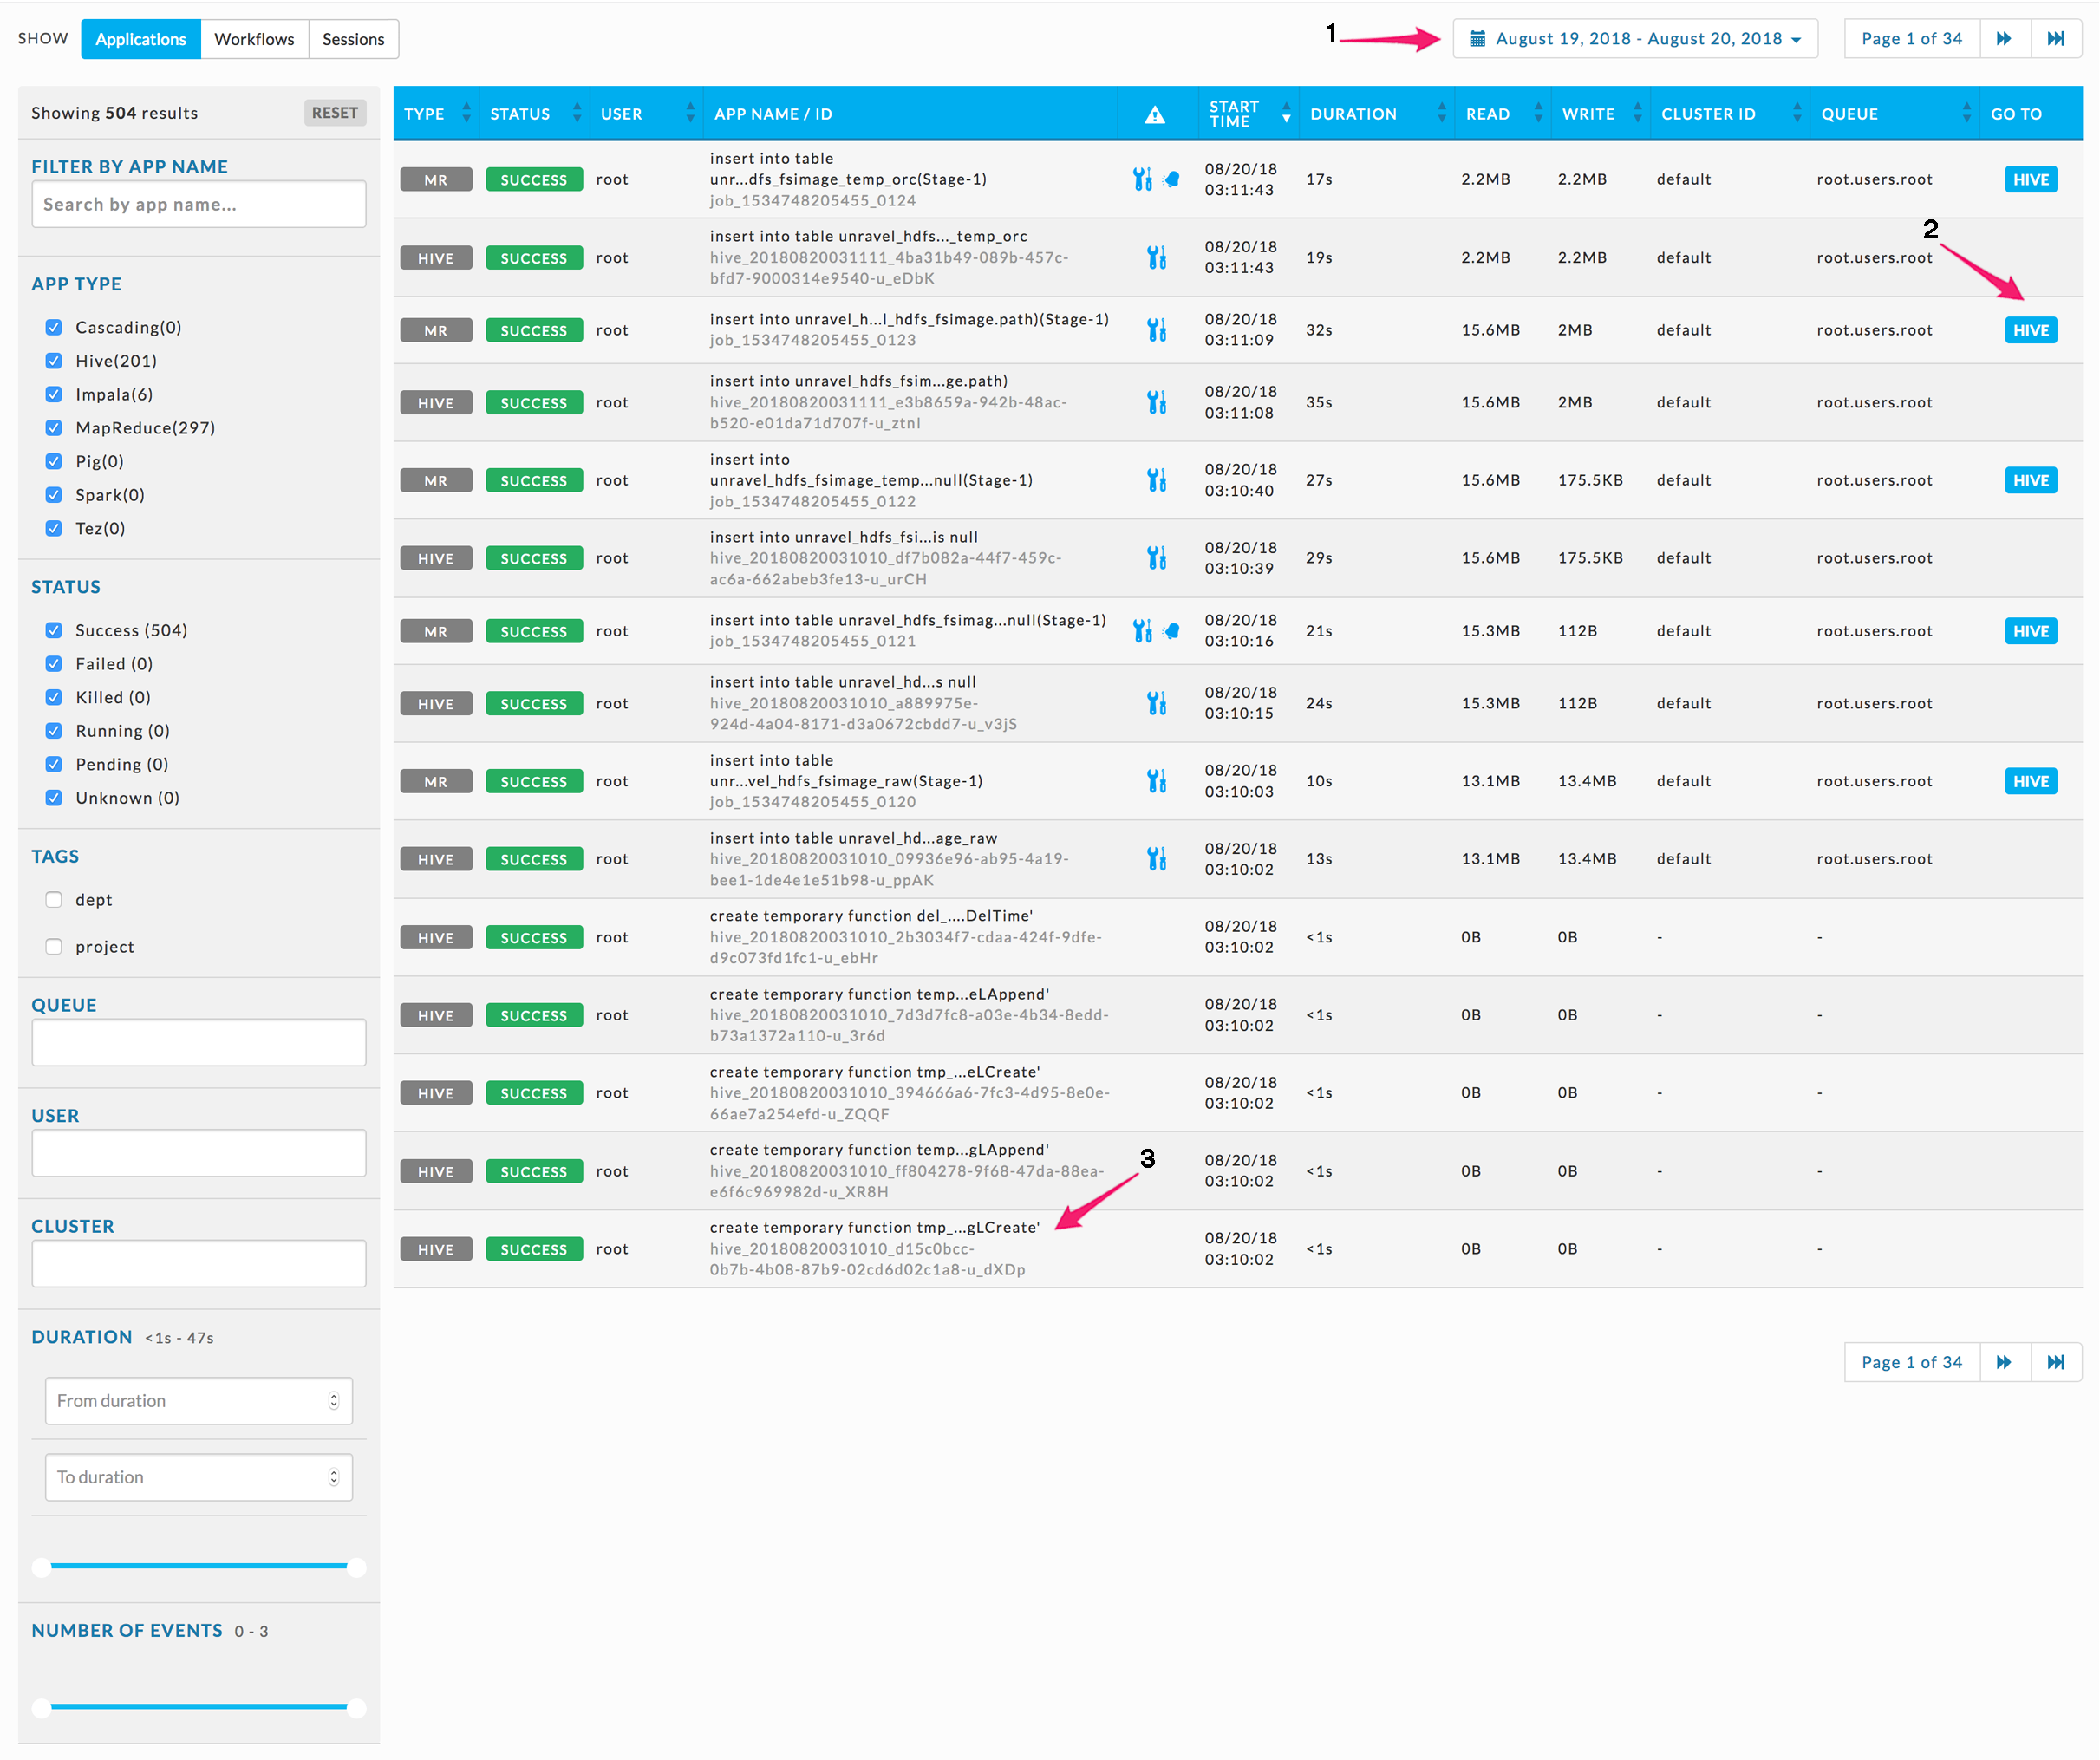 SHOW Applications Workflows Sessions
1 August 19, 2018 - August 20, 2018 Page 1 of 34
Showing 504 results RESET
FILTER BY APP NAME
Search by app name...
APP TYPE
Cascading(0)
Hive(201)
Impala(6)
MapReduce(297)
Pig(0)
Spark(0)
Tez(0)
STATUS
Success (504)
Failed (0)
Killed (0)
Running (0)
Pending (0)
Unknown (0)
TAGS
dept
project
QUEUE
USER
CLUSTER
DURATION <1s - 47s
From duration
To duration
NUMBER OF EVENTS 0 - 3
TYPE STATUS USER APP NAME / ID START TIME DURATION READ WRITE CLUSTER ID QUEUE GO TO
insert into table
unr...dfs_fsimage_temp_orc(Stage-1)
job_1534748205455_0124
MR SUCCESS root 08/20/18 03:11:43 17s 2.2MB 2.2MB default root.users.root HIVE
2
insert into table unravel_hdfs..._temp_orc
hive_20180820031111_4ba31b49-089b-457c-
bfd7-9000314e9540-u_eDbK
HIVE SUCCESS root 08/20/18 03:11:43 19s 2.2MB 2.2MB default root.users.root
insert into unravel_h...l_hdfs_fsimage.path)(Stage-1)
job_1534748205455_0123
MR SUCCESS root 08/20/18 03:11:09 32s 15.6MB 2MB default root.users.root HIVE
insert into unravel_hdfs_fsim...ge.path)
hive_20180820031111_e3b8659a-942b-48ac-
b520-e01da71d707f-u_ztnI
HIVE SUCCESS root 08/20/18 03:11:08 35s 15.6MB 2MB default root.users.root
insert into
unravel_hdfs_fsimage_temp...null(Stage-1)
job_1534748205455_0122
MR SUCCESS root 08/20/18 03:10:40 27s 15.6MB 175.5KB default root.users.root HIVE
insert into unravel_hdfs_fsi...is null
hive_20180820031010_df7b082a-44f7-459c-
ac6a-662abeb3fe13-u_urCH
HIVE SUCCESS root 08/20/18 03:10:39 29s 15.6MB 175.5KB default root.users.root
insert into table unravel_hdfs_fsimag...null(Stage-1)
job_1534748205455_0121
MR SUCCESS root 08/20/18 03:10:16 21s 15.3MB 112B default root.users.root HIVE
insert into table unravel_hd...s null
hive_20180820031010_a889975e-
924d-4a04-8171-d3a0672cbdd7-u_v3jS
HIVE SUCCESS root 08/20/18 03:10:15 24s 15.3MB 112B default root.users.root
insert into table
unr...vel_hdfs_fsimage_raw(Stage-1)
job_1534748205455_0120
MR SUCCESS root 08/20/18 03:10:03 10s 13.1MB 13.4MB default root.users.root HIVE
insert into table unravel_hd...age_raw
hive_20180820031010_09936e96-ab95-4a19-
bee1-1de4e1e51b98-u_ppAK
HIVE SUCCESS root 08/20/18 03:10:02 13s 13.1MB 13.4MB default root.users.root
create temporary function del_....DelTime'
hive_20180820031010_2b3034f7-cdaa-424f-9dfe-
d9c073fd1fc1-u_ebHr
HIVE SUCCESS root 08/20/18 03:10:02 <1s 0B 0B - -
create temporary function temp...eLAppend'
hive_20180820031010_7d3d7fc8-a03e-4b34-8edd-
b73a1372a110-u_3r6d
HIVE SUCCESS root 08/20/18 03:10:02 <1s 0B 0B - -
create temporary function tmp_...eLCreate'
hive_20180820031010_394666a6-7fc3-4d95-8e0e-
66ae7a254efd-u_ZQQF
HIVE SUCCESS root 08/20/18 03:10:02 <1s 0B 0B - -
create temporary function temp...gLAppend'
hive_20180820031010_ff804278-9f68-47da-88ea-
e6f6c969982d-u_XR8H
HIVE SUCCESS root 08/20/18 03:10:02 <1s 0B 0B - -
3
create temporary function tmp_...gLCreate'
hive_20180820031010_d15c0bcc-
0b7b-4b08-87b9-02cd6d02c1a8-u_dXDp
HIVE SUCCESS root 08/20/18 03:10:02 <1s 0B 0B - -
Page 1 of 34